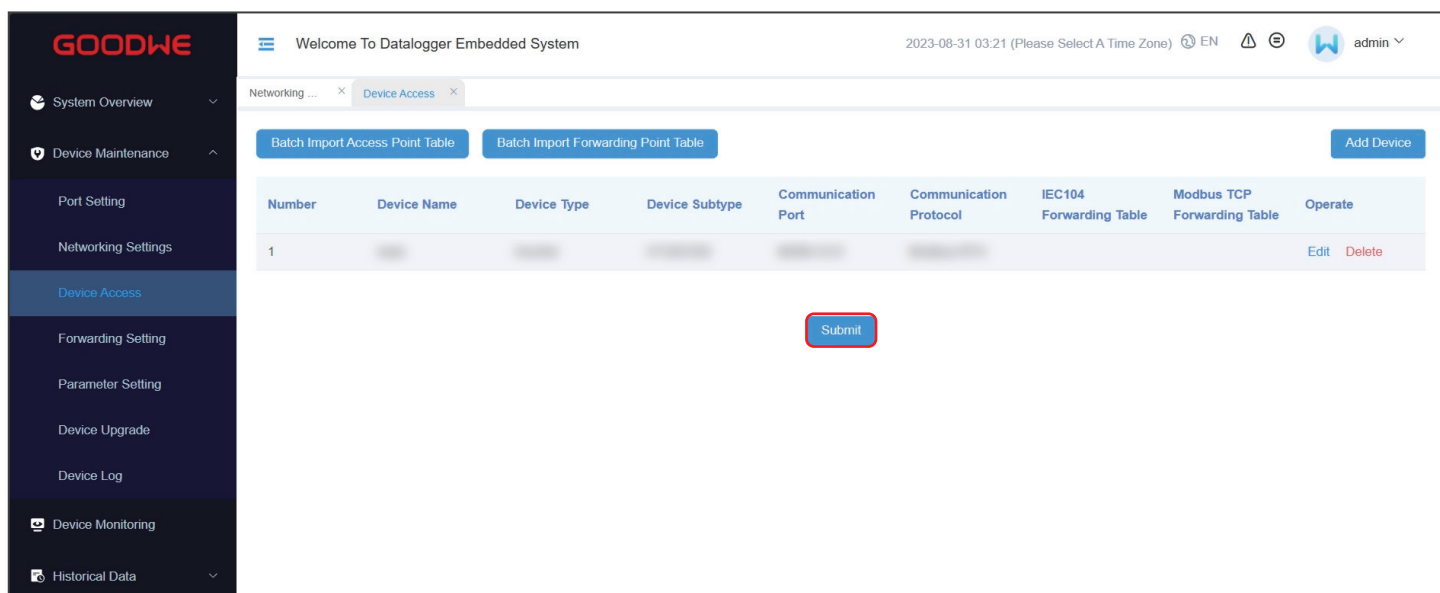 GOODWE
Welcome To Datalogger Embedded System
2023-08-31 03:21 (Please Select A Time Zone) EN
admin
System Overview
Device Maintenance
Port Setting
Networking Settings
Device Access
Forwarding Setting
Parameter Setting
Device Upgrade
Device Log
Device Monitoring
Historical Data
Networking ... Device Access
Batch Import Access Point Table Batch Import Forwarding Point Table Add Device
Number Device Name Device Type Device Subtype Communication Port Communication Protocol IEC104 Forwarding Table Modbus TCP Forwarding Table Operate
1 Edit Delete
Submit